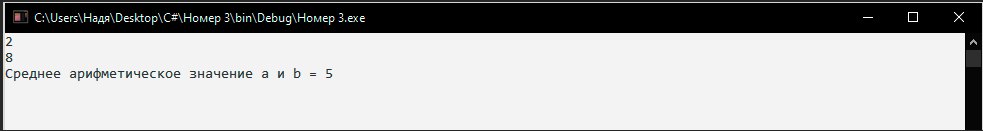 C:\Users\Надя\Desktop\C#\Номер 3\bin\Debug\Номер 3.exe
2
8
Среднее арифметическое значение a и b = 5